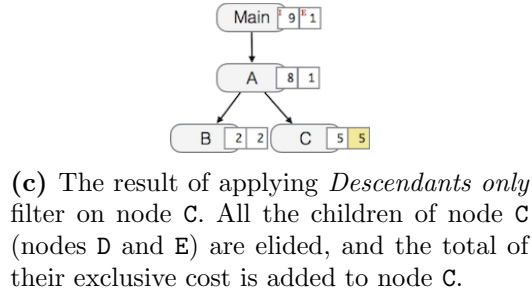 Main I 9 E 1
A 8 1
B 2 2 C 5 5
(c) The result of applying Descendants only
filter on node C. All the children of node C
(nodes D and E) are elided, and the total of
their exclusive cost is added to node C.